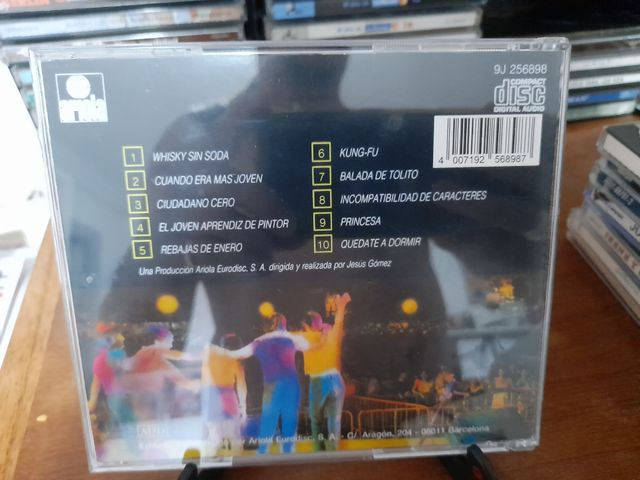 ariola
9J 256898
COMPACT
disc
DIGITAL AUDIO
4 007192 568987
1 WHISKY SIN SODA
2 CUANDO ERA MAS JOVEN
3 CIUDADANO CERO
4 EL JOVEN APRENDIZ DE PINTOR
5 REBAJAS DE ENERO
6 KUNG-FU
7 BALADA DE TOLITO
8 INCOMPATIBILIDAD DE CARACTERES
9 PRINCESA
10 QUEDATE A DORMIR
Una Producción Ariola Eurodisc, S. A. dirigida y realizada por Jesús Gómez
Ariola Eurodisc, S. A. - C/. Aragón, 204 - 08011 Barcelona